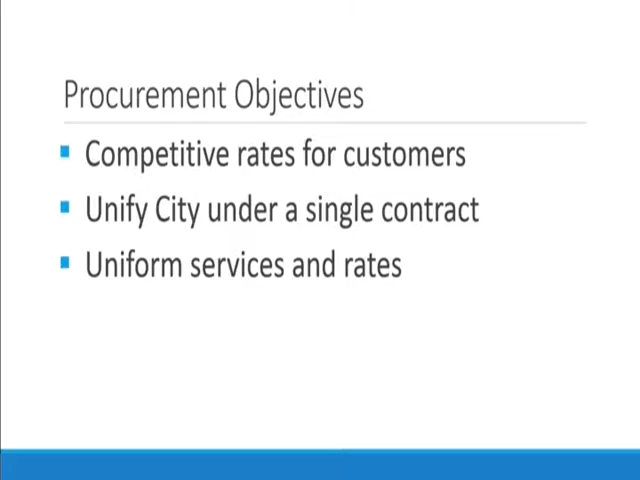 Procurement Objectives
Competitive rates for customers
Unify City under a single contract
Uniform services and rates